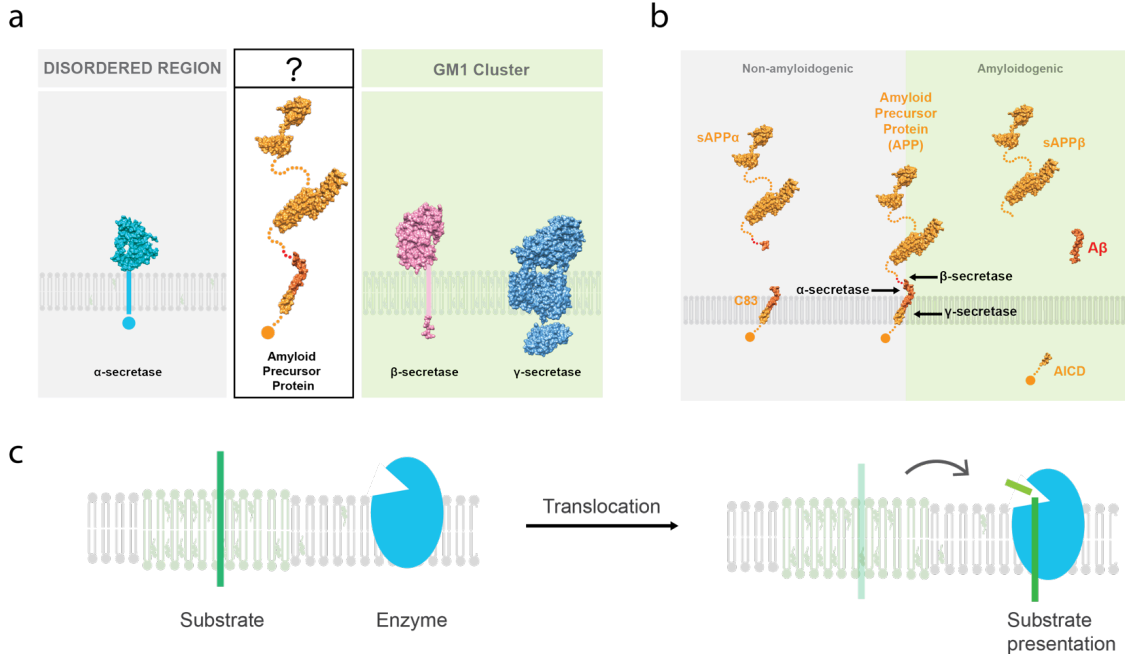 a
DISORDERED REGION
?
GM1 Cluster
α-secretase
Amyloid
Precursor
Protein
β-secretase
γ-secretase
b
Non-amyloidogenic
Amyloidogenic
sAPPα
Amyloid
Precursor
Protein
(APP)
sAPPβ
Aβ
β-secretase
α-secretase
C83
γ-secretase
AICD
c
Translocation
Substrate
Enzyme
Substrate
presentation